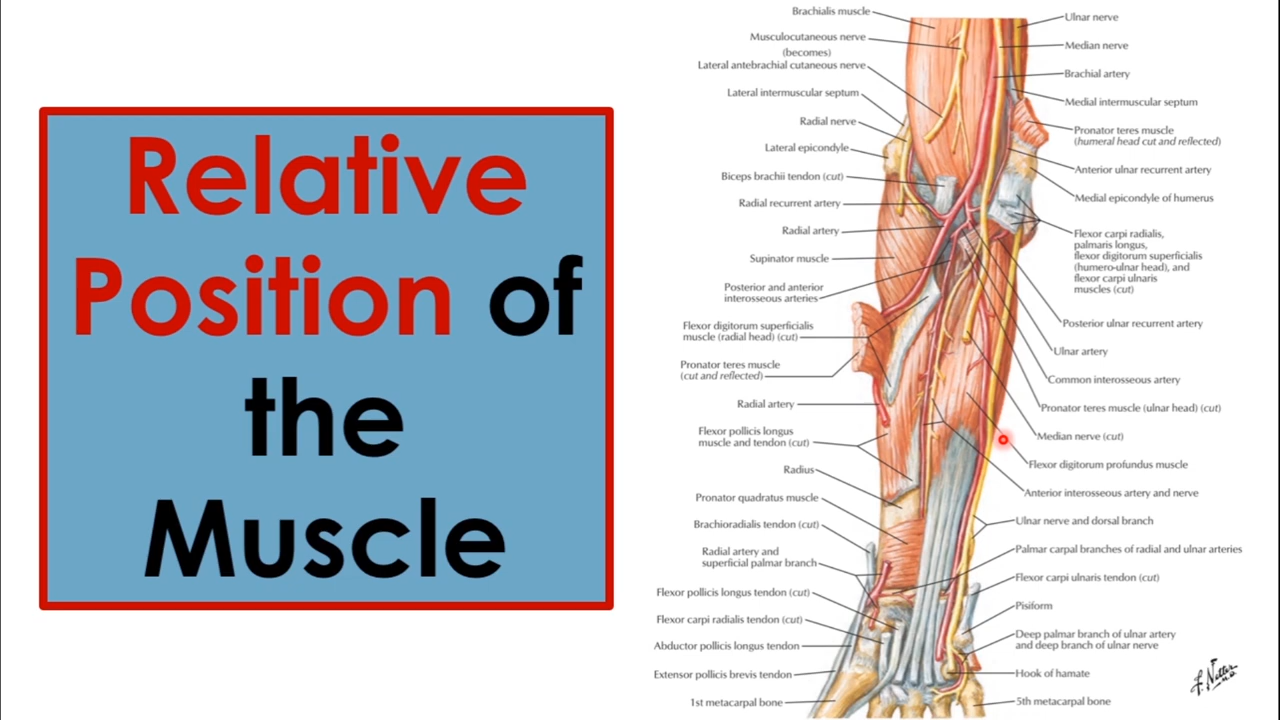 Relative
Position of
the
Muscle
Brachialis muscle
Musculocutaneous nerve
(becomes)
Lateral antebrachial cutaneous nerve
Lateral intermuscular septum
Radial nerve
Lateral epicondyle
Biceps brachii tendon (cut)
Radial recurrent artery
Radial artery
Supinator muscle
Posterior and anterior
interosseous arteries
Flexor digitorum superficialis
muscle (radial head) (cut)
Pronator teres muscle
(cut and reflected)
Radial artery
Flexor pollicis longus
muscle and tendon (cut)
Radius
Pronator quadratus muscle
Brachioradialis tendon (cut)
Radial artery and
superficial palmar branch
Flexor pollicis longus tendon (cut)
Flexor carpi radialis tendon (cut)
Abductor pollicis longus tendon
Extensor pollicis brevis tendon
1st metacarpal bone
Ulnar nerve
Median nerve
Brachial artery
Medial intermuscular septum
Pronator teres muscle
(humeral head cut and reflected)
Anterior ulnar recurrent artery
Medial epicondyle of humerus
Flexor carpi radialis,
palmaris longus,
flexor digitorum superficialis
(humero-ulnar head), and
flexor carpi ulnaris
muscles (cut)
Posterior ulnar recurrent artery
Ulnar artery
Common interosseous artery
Pronator teres muscle (ulnar head) (cut)
Median nerve (cut)
Flexor digitorum profundus muscle
Anterior interosseous artery and nerve
Ulnar nerve and dorsal branch
Palmar carpal branches of radial and ulnar arteries
Flexor carpi ulnaris tendon (cut)
Pisiform
Deep palmar branch of ulnar artery
and deep branch of ulnar nerve
Hook of hamate
5th metacarpal bone
F. Netter